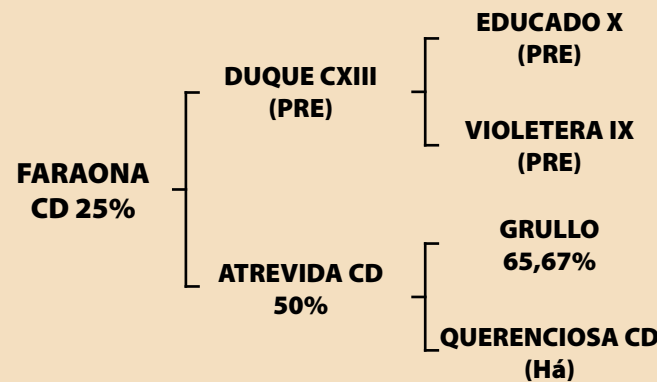 FARAONA
CD 25%
DUQUE CXIII
(PRE)
ATREVIDA CD
50%
EDUCADO X
(PRE)
VIOLETERA IX
(PRE)
GRULLO
65,67%
QUERENCIOSA CD
(Há)